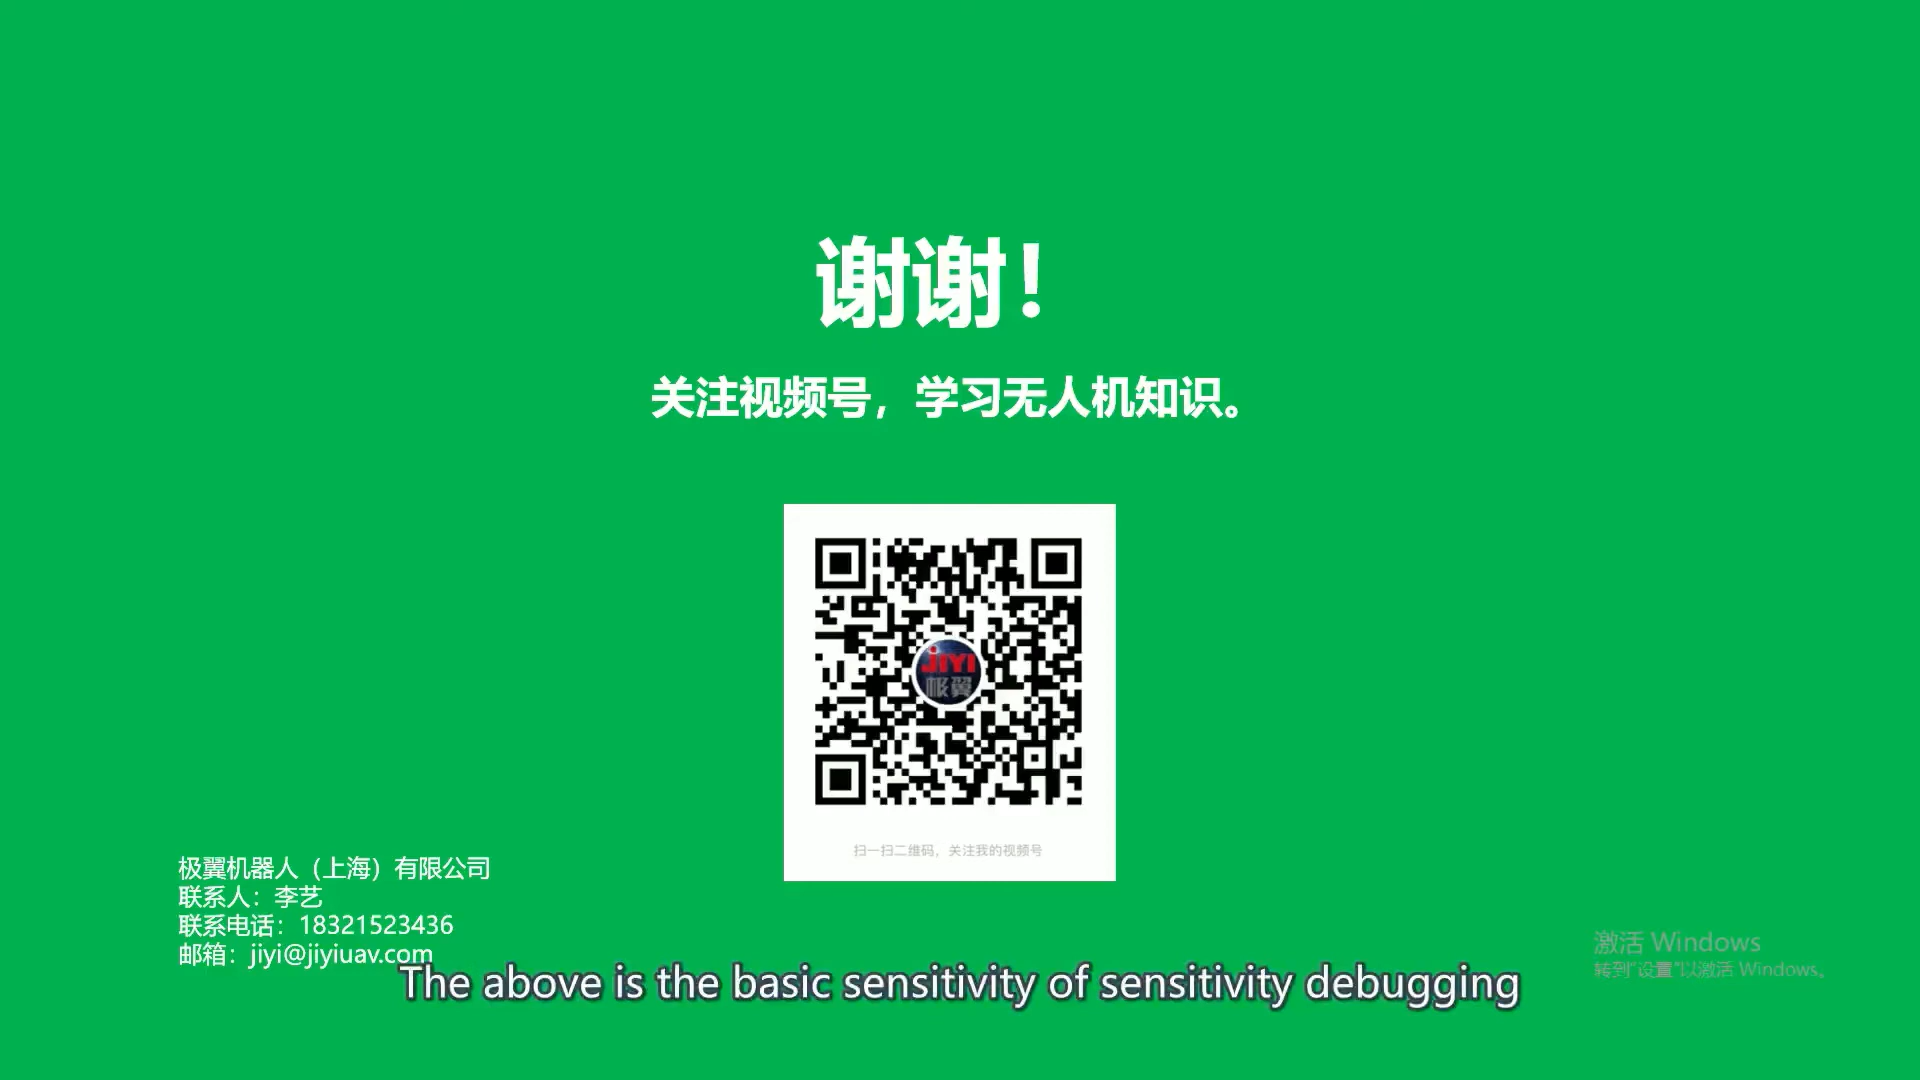 谢谢！
关注视频号，学习无人机知识。
JIYI
极翼
扫一扫二维码，关注我的视频号
极翼机器人（上海）有限公司
联系人：李艺
联系电话：18321523436
邮箱：jiyi@jiyiuav.com
激活 Windows
转到“设置”以激活 Windows。
The above is the basic sensitivity of sensitivity debugging